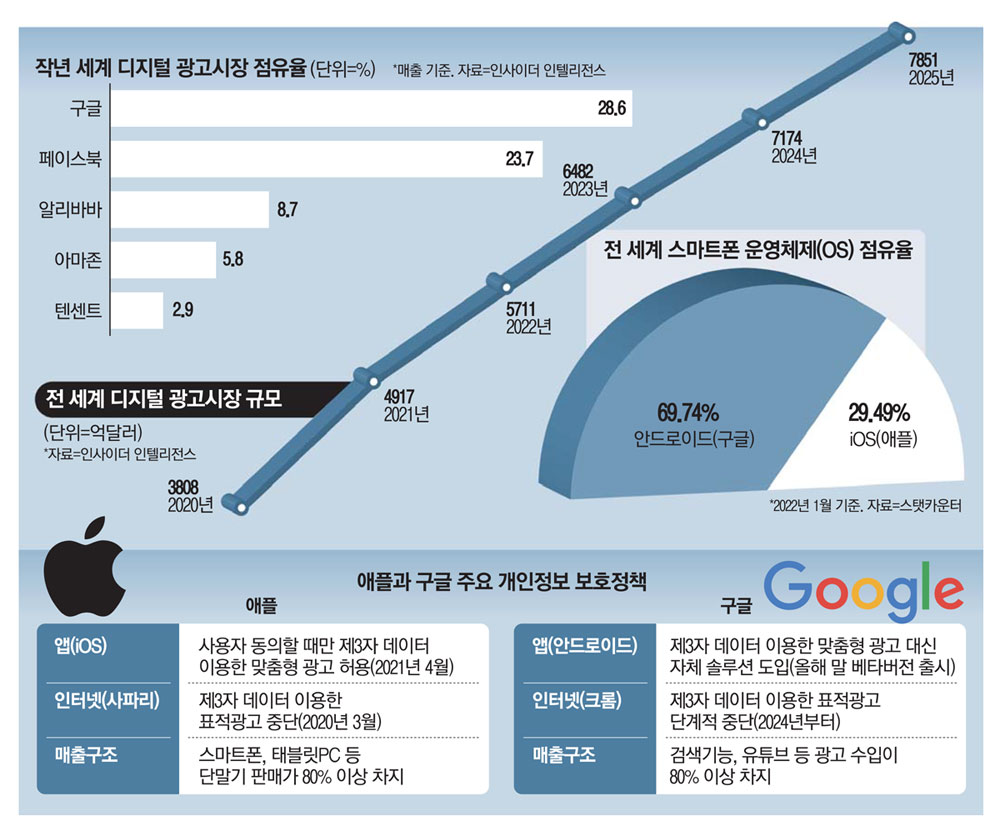 작년 세계 디지털 광고시장 점유율 (단위=%) *매출 기준. 자료=인사이더 인텔리전스
구글 28.6
페이스북 23.7
알리바바 8.7
아마존 5.8
텐센트 2.9
7851
2025년
7174
2024년
6482
2023년
5711
2022년
4917
2021년
3808
2020년
전 세계 디지털 광고시장 규모
(단위=억달러)
*자료=인사이더 인텔리전스
전 세계 스마트폰 운영체제(OS) 점유율
69.74%
안드로이드(구글)
29.49%
iOS(애플)
*2022년 1월 기준. 자료=스탯카운터
애플과 구글 주요 개인정보 보호정책
애플
앱(iOS) 사용자 동의할 때만 제3자 데이터
이용한 맞춤형 광고 허용(2021년 4월)
인터넷(사파리) 제3자 데이터 이용한
표적광고 중단(2020년 3월)
매출구조 스마트폰, 태블릿PC 등
단말기 판매가 80% 이상 차지
구글
Google
앱(안드로이드) 제3자 데이터 이용한 맞춤형 광고 대신
자체 솔루션 도입(올해 말 베타버전 출시)
인터넷(크롬) 제3자 데이터 이용한 표적광고
단계적 중단(2024년부터)
매출구조 검색기능, 유튜브 등 광고 수입이
80% 이상 차지